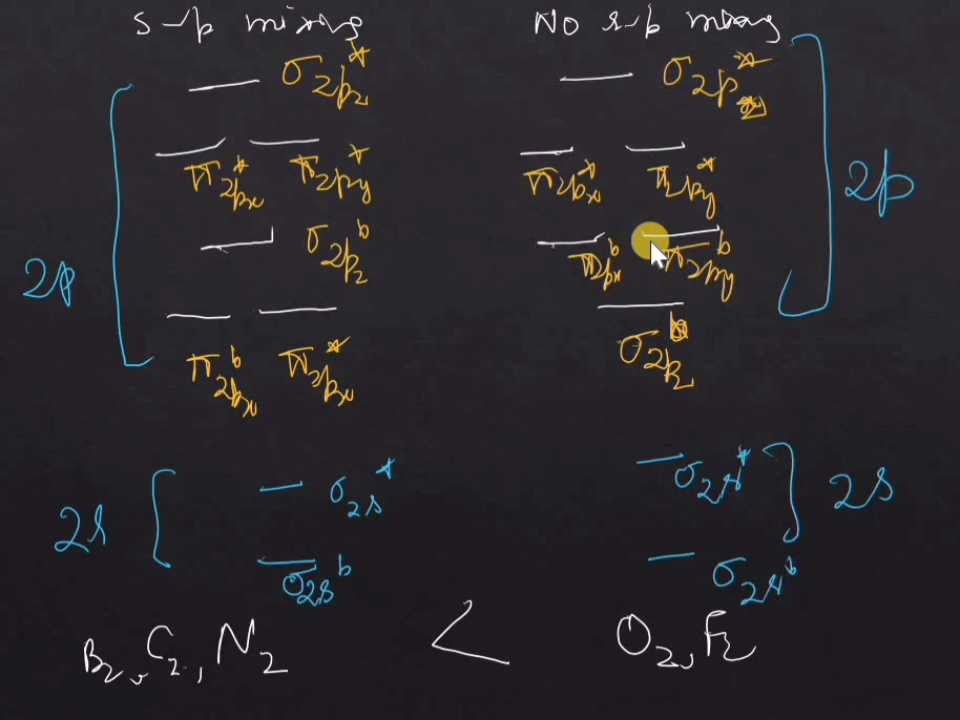 s-p mixing
No s-p mixing
σ2pz*
σ2p*
π2px* π2py*
π2px* π2py*
2p
σ2pz^b
2p
π2px^b π2py^b
π2px^b π2px*
σ2pz^b
σ2s*
σ2s*
2s
2s
σ2s^b
σ2s^b
B2, C2, N2 < O2, F2